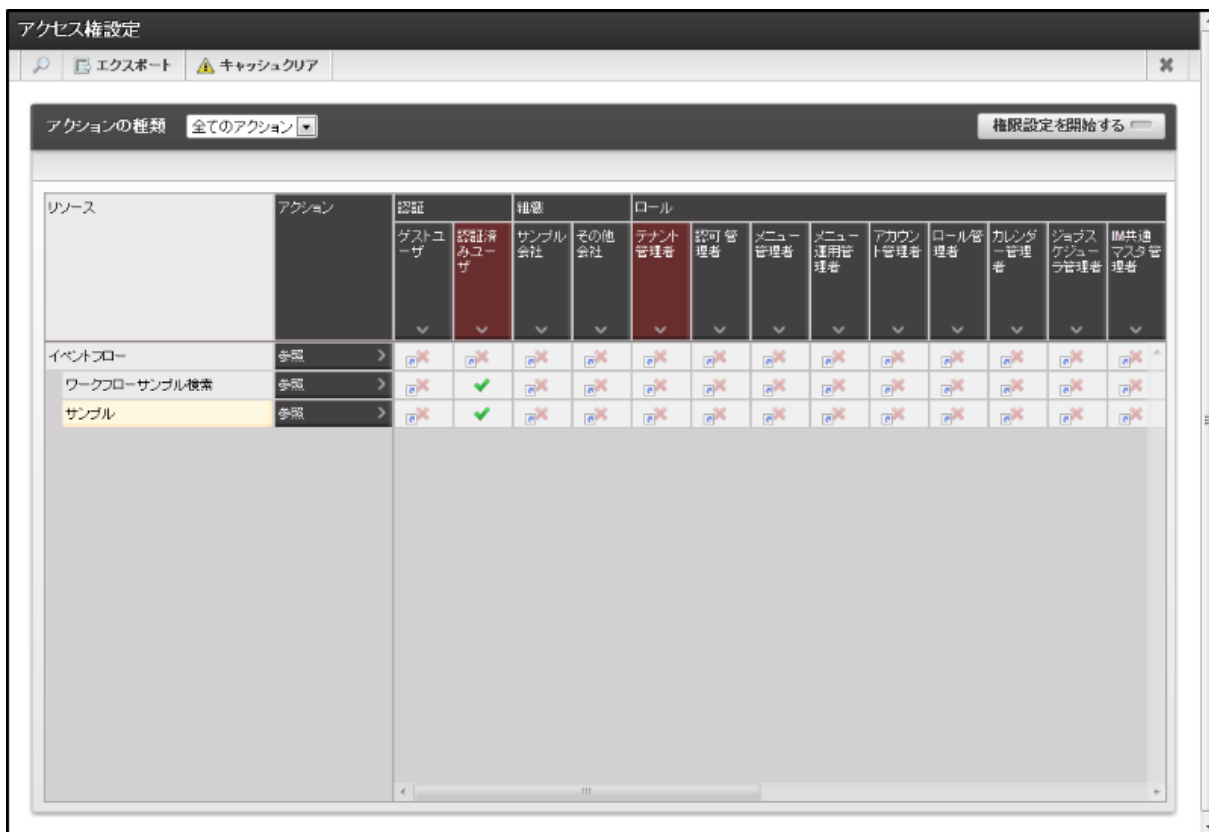 アクセス権設定
エクスポート キャッシュクリア
アクションの種類 全てのアクション 権限設定を開始する
リソース アクション 認証 組織 ロール
ゲストユーザ 認証済みユーザ サンプル会社 その他会社 テナント管理者 認可管理者 メニュー管理者 メニュー運用管理者 アカウント管理者 ロール管理者 カレンダー管理者 ジョブスケジューラ管理者 IM共通マスタ管理者
イベントフロー 参照
ワークフローサンプル検索 参照
サンプル 参照